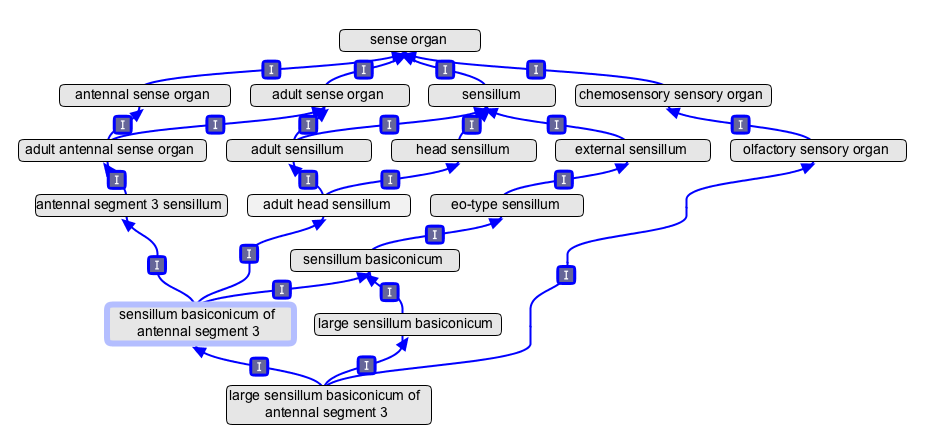 sense organ
I I I I
antennal sense organ adult sense organ sensillum chemosensory sensory organ
I I I I I I I
adult antennal sense organ adult sensillum head sensillum external sensillum olfactory sensory organ
I I I I
antennal segment 3 sensillum adult head sensillum eo-type sensillum
I
I
sensillum basiconicum
I
I
I I
sensillum basiconicum of
antennal segment 3
large sensillum basiconicum
I I
large sensillum basiconicum of
antennal segment 3